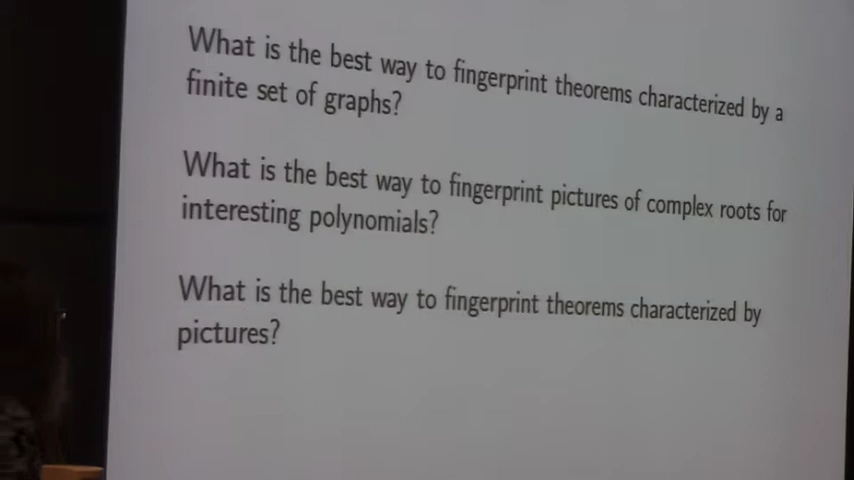 What is the best way to fingerprint theorems characterized by a
finite set of graphs?
What is the best way to fingerprint pictures of complex roots for
interesting polynomials?
What is the best way to fingerprint theorems characterized by
pictures?